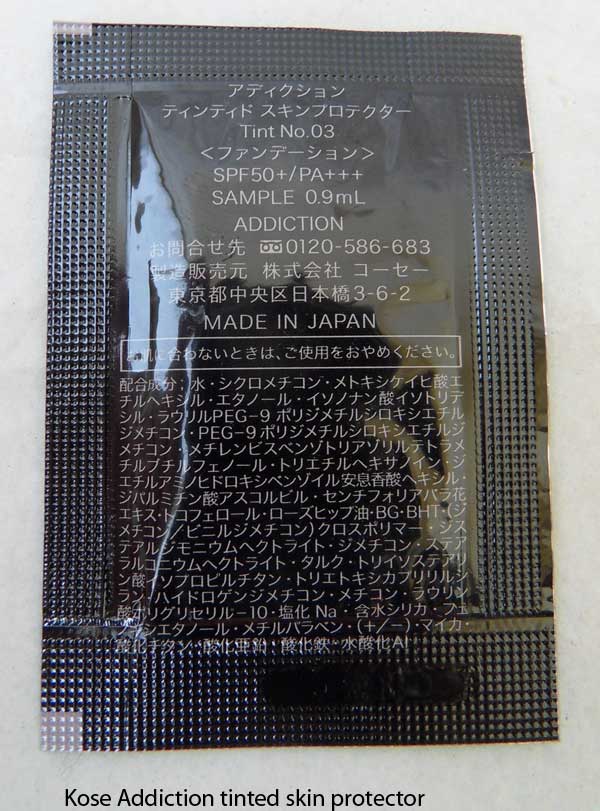 アディクション
ティンティド スキンプロテクター
Tint No.03
＜ファンデーション＞
SPF50+/PA+++
SAMPLE 0.9mL
ADDICTION
お問合せ先 0120-586-683
製造販売元 株式会社 コーセー
東京都中央区日本橋3-6-2
MADE IN JAPAN
お肌に合わないときは、ご使用をおやめください。
配合成分：水・シクロメチコン・メトキシケイヒ酸エ
チルヘキシル・エタノール・イソノナン酸イソトリデ
シル・ラウリルPEG-9ポリジメチルシロキシエチル
ジメチコン・PEG-9ポリジメチルシロキシエチルジ
メチコン・メチレンビスベンゾトリアゾリルテトラメ
チルブチルフェノール・トリエチルヘキサノイン・ジ
エチルアミノヒドロキシベンゾイル安息香酸ヘキシル・
ジパルミチン酸アスコルビル・センチフォリアバラ花
エキス・トコフェロール・ローズヒップ油・BG・BHT・(ジ
メチコン/ビニルジメチコン)クロスポリマー・ジス
テアルジモニウムヘクトライト・ジメチコン・ステア
ラルコニウムヘクトライト・タルク・トリイソステアリ
ン酸イソプロピルチタン・トリエトキシカプリリルシ
ラン・ハイドロゲンジメチコン・メチコン・ラウリン
酸ポリグリセリル-10・塩化Na・含水シリカ・フェ
ノキシエタノール・メチルパラベン・(+/-)マイカ・
酸化チタン・酸化亜鉛・酸化鉄・水酸化Al
Kose Addiction tinted skin protector